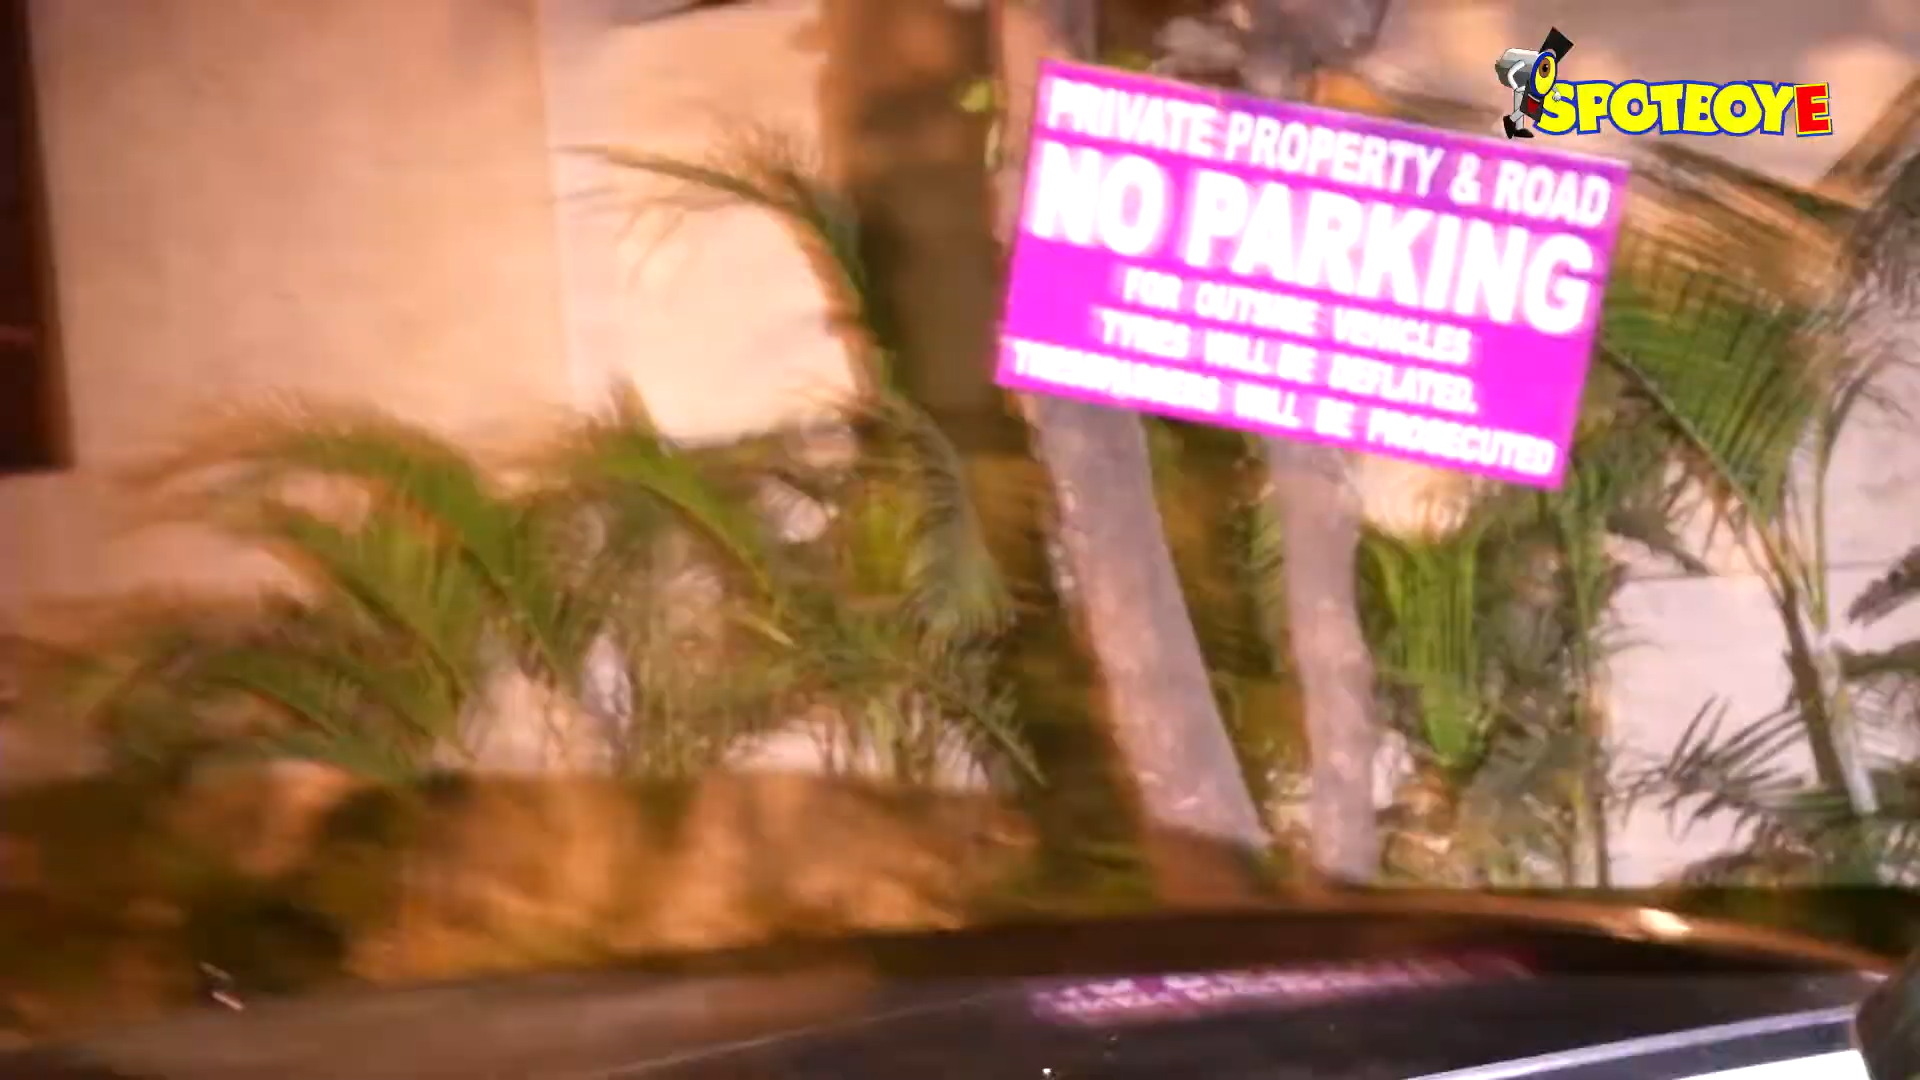 SPOTBOYE
PRIVATE PROPERTY & ROAD
NO PARKING
FOR OUTSIDE VEHICLES
TYRES WILL BE DEFLATED.
WILL BE PROSECUTED